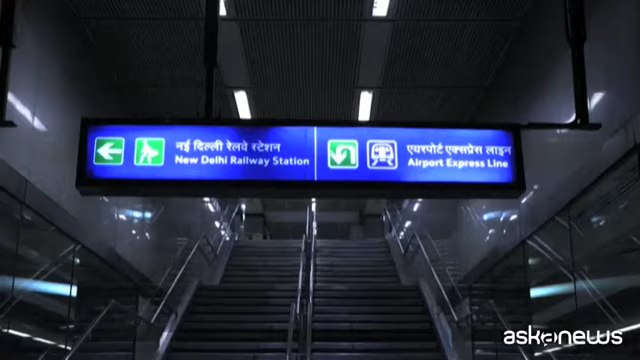 नई दिल्ली रेलवे स्टेशन
New Delhi Railway Station
एयरपोर्ट एक्सप्रेस लाइन
Airport Express Line
askanews